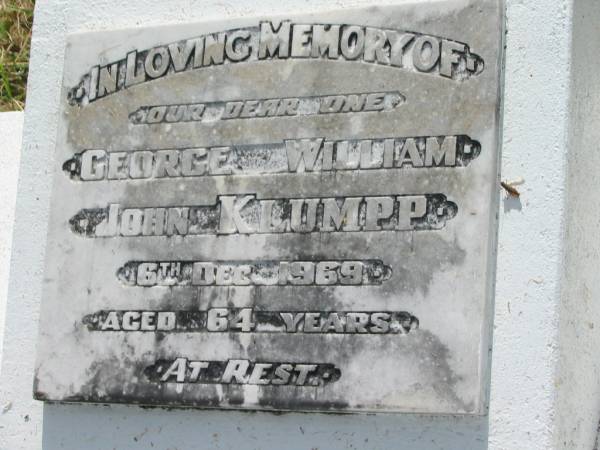 IN LOVING MEMORY OF
OUR DEAR ONE
GEORGE WILLIAM
JOHN KLUMPP
6TH DEC. 1969
AGED 64 YEARS
AT REST.